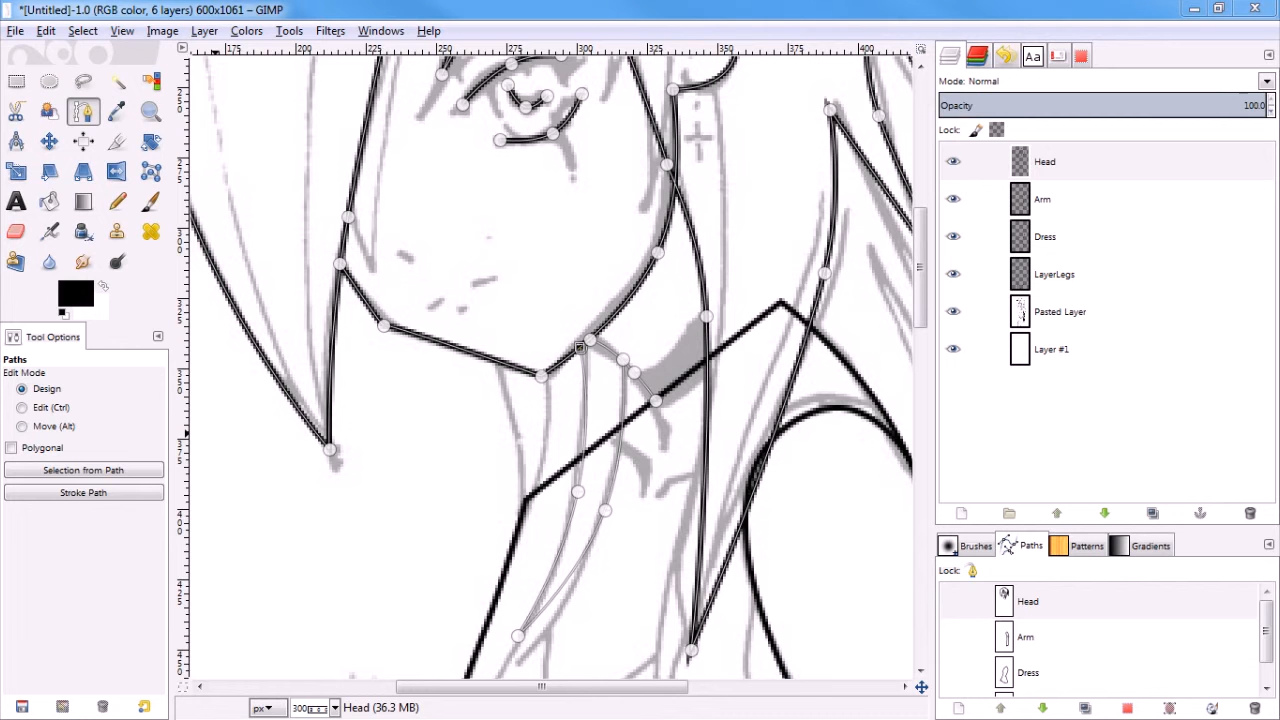 *[Untitled]-1.0 (RGB color, 6 layers) 600x1061 – GIMP
File Edit Select View Image Layer Colors Tools Filters Windows Help
175 200 225 250 275 300 325 350 375 400
Mode: Normal
Opacity 100.0
Lock:
Head
Arm
Dress
LayerLegs
Pasted Layer
Layer #1
Tool Options
Paths
Edit Mode
Design
Edit (Ctrl)
Move (Alt)
Polygonal
Selection from Path
Stroke Path
Brushes Paths Patterns Gradients
Lock:
Head
Arm
Dress
px 300 Head (36.3 MB)